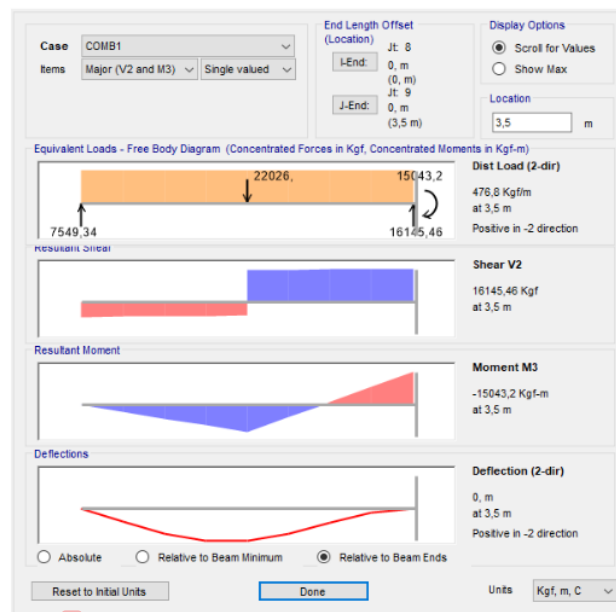 Case COMB1
Items Major (V2 and M3) Single valued
End Length Offset
(Location)
Jt: 8
I-End: 0, m
(0, m)
Jt: 9
J-End: 0, m
(3,5 m)
Display Options
Scroll for Values
Show Max
Location
3,5 m
Equivalent Loads - Free Body Diagram (Concentrated Forces in Kgf, Concentrated Moments in Kgf-m)
22026, 15043,2
7549,34 16145,46
Dist Load (2-dir)
476,8 Kgf/m
at 3,5 m
Positive in -2 direction
Resultant Shear
Shear V2
16145,46 Kgf
at 3,5 m
Resultant Moment
Moment M3
-15043,2 Kgf-m
at 3,5 m
Deflections
Deflection (2-dir)
0, m
at 3,5 m
Positive in -2 direction
Absolute Relative to Beam Minimum Relative to Beam Ends
Reset to Initial Units Done Units Kgf, m, C